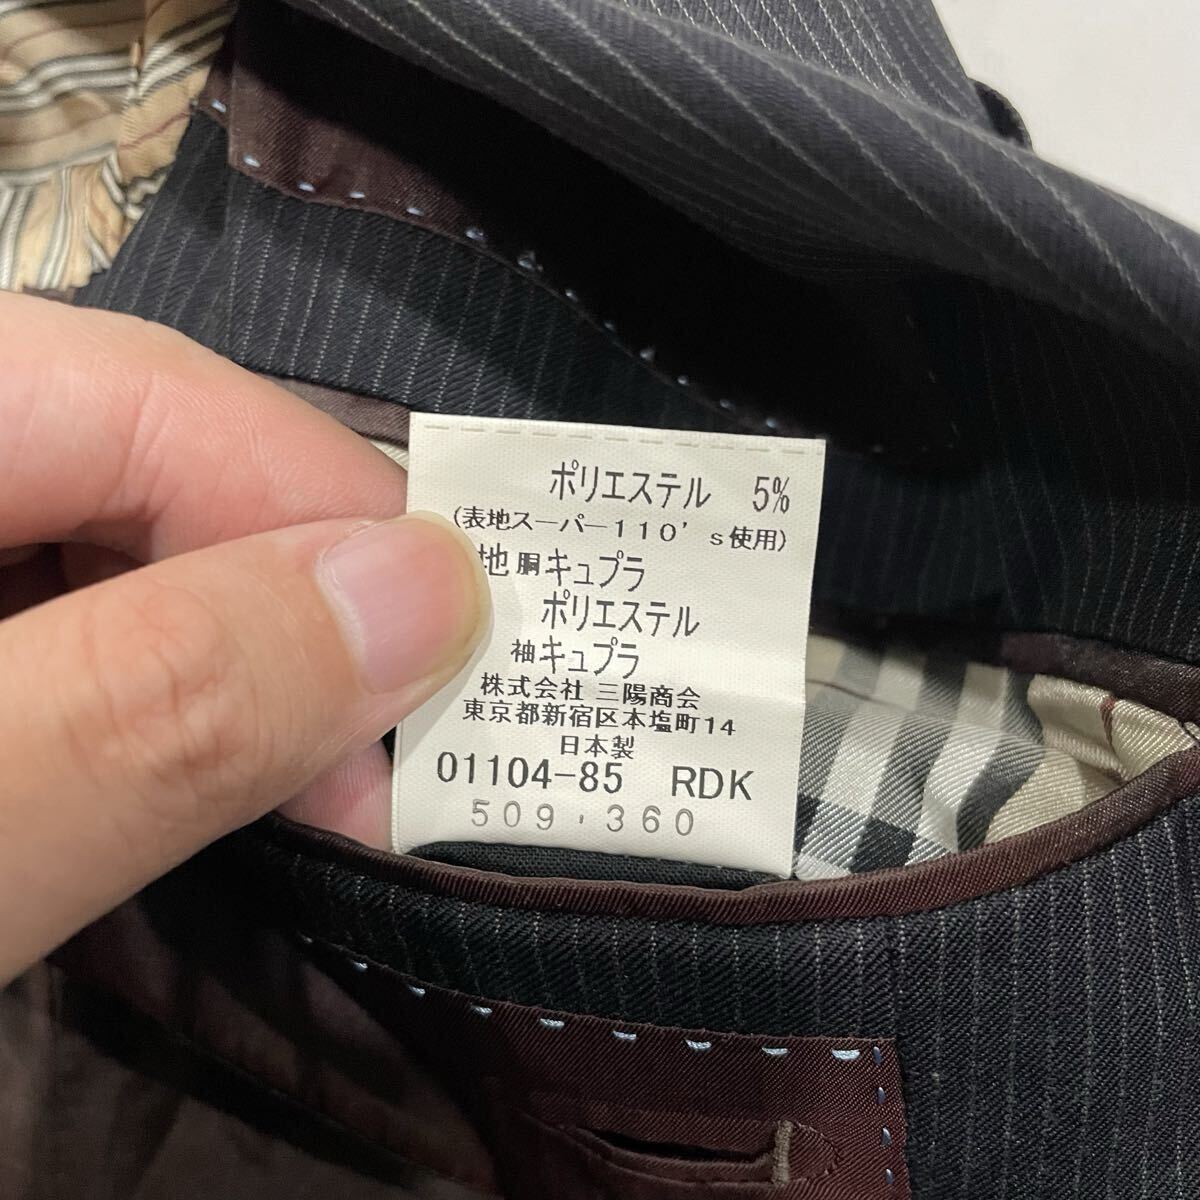 ポリエステル 5%
(表地スーパー110's使用)
地 胴キュプラ
ポリエステル
袖キュプラ
株式会社 三陽商会
東京都新宿区本塩町14
日本製
01104-85 RDK
509.360